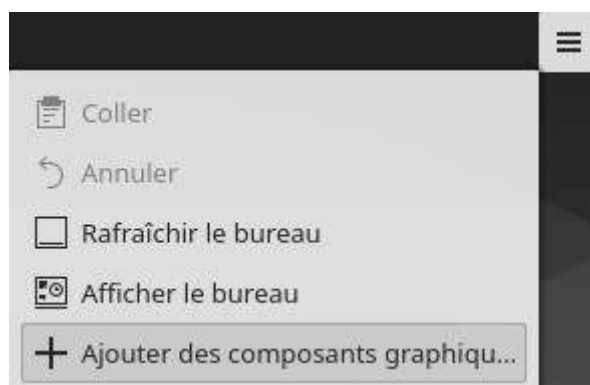 Coller
Annuler
Rafraîchir le bureau
Afficher le bureau
Ajouter des composants graphiqu...